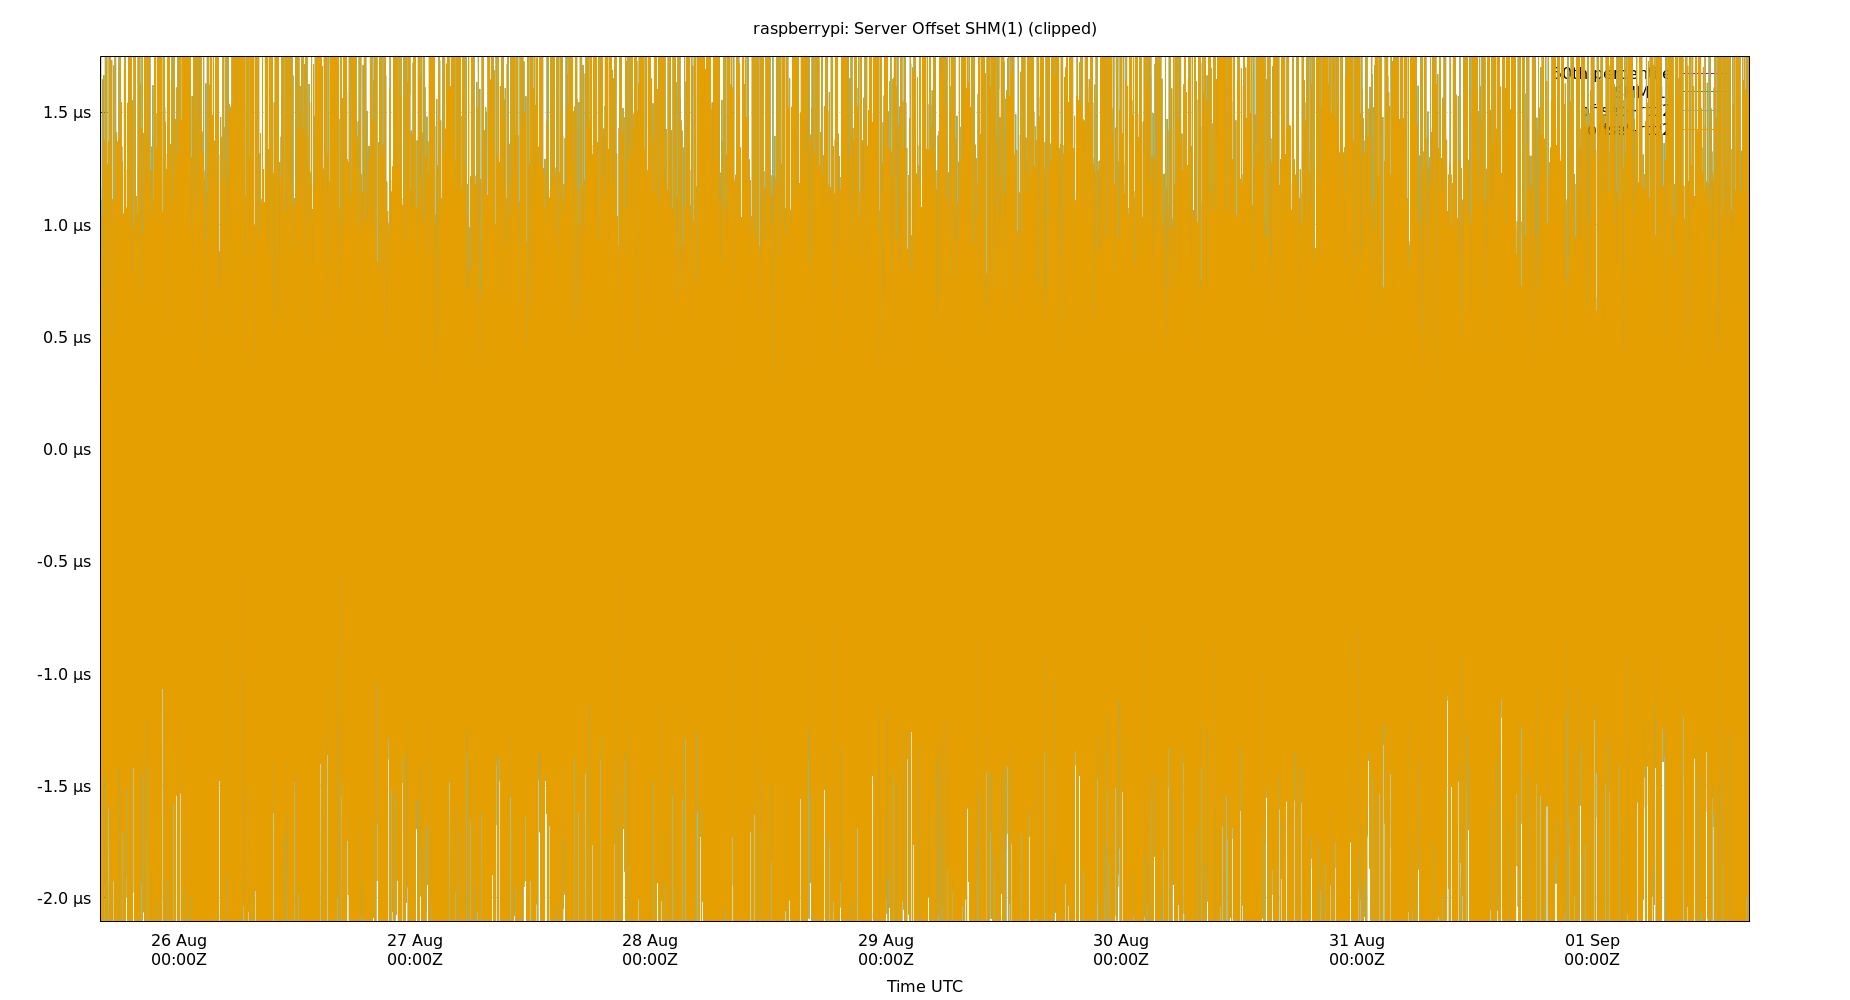 raspberrypi: Server Offset SHM(1) (clipped)
1.5 µs
1.0 µs
0.5 µs
0.0 µs
-0.5 µs
-1.0 µs
-1.5 µs
-2.0 µs
26 Aug 27 Aug 28 Aug 29 Aug 30 Aug 31 Aug 01 Sep
00:00Z 00:00Z 00:00Z 00:00Z 00:00Z 00:00Z 00:00Z
Time UTC